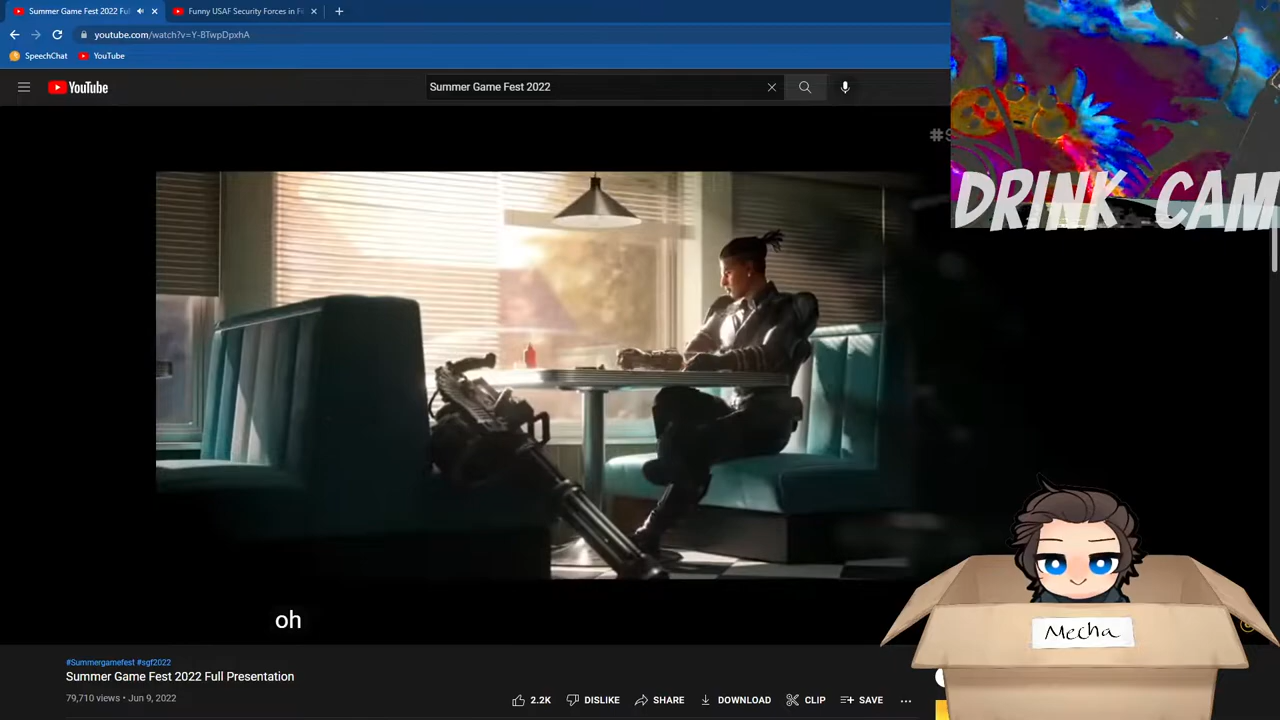 Summer Game Fest 2022 Ful
Funny USAF Security Forces in F
youtube.com/watch?v=Y-BTwpDpxhA
SpeechChat
YouTube
YouTube
Summer Game Fest 2022
#S
DRINK CAM
oh
Mecha
#Summergamefest #sgf2022
Summer Game Fest 2022 Full Presentation
79,710 views • Jun 9, 2022
2.2K DISLIKE SHARE DOWNLOAD CLIP SAVE